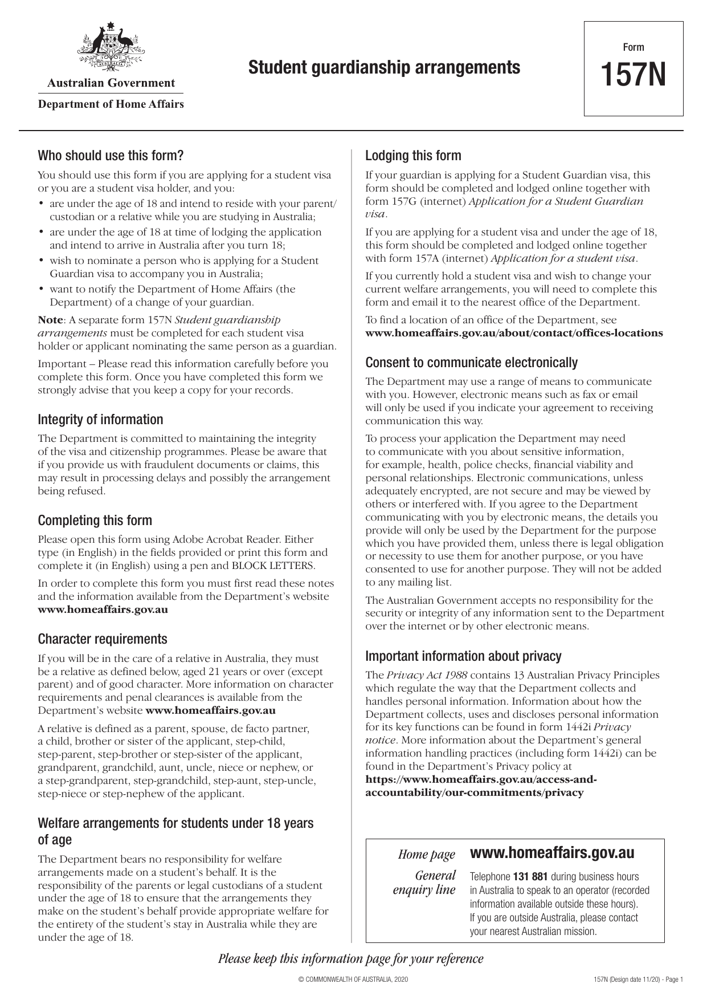 AUSTRALIA
Australian Government
Department of Home Affairs
Student guardianship arrangements
Form
157N
Who should use this form?
You should use this form if you are applying for a student visa
or you are a student visa holder, and you:
• are under the age of 18 and intend to reside with your parent/
custodian or a relative while you are studying in Australia;
• are under the age of 18 at time of lodging the application
and intend to arrive in Australia after you turn 18;
• wish to nominate a person who is applying for a Student
Guardian visa to accompany you in Australia;
• want to notify the Department of Home Affairs (the
Department) of a change of your guardian.
Note: A separate form 157N Student guardianship
arrangements must be completed for each student visa
holder or applicant nominating the same person as a guardian.
Important – Please read this information carefully before you
complete this form. Once you have completed this form we
strongly advise that you keep a copy for your records.
Integrity of information
The Department is committed to maintaining the integrity
of the visa and citizenship programmes. Please be aware that
if you provide us with fraudulent documents or claims, this
may result in processing delays and possibly the arrangement
being refused.
Completing this form
Please open this form using Adobe Acrobat Reader. Either
type (in English) in the fields provided or print this form and
complete it (in English) using a pen and BLOCK LETTERS.
In order to complete this form you must first read these notes
and the information available from the Department's website
www.homeaffairs.gov.au
Character requirements
If you will be in the care of a relative in Australia, they must
be a relative as defined below, aged 21 years or over (except
parent) and of good character. More information on character
requirements and penal clearances is available from the
Department's website www.homeaffairs.gov.au
A relative is defined as a parent, spouse, de facto partner,
a child, brother or sister of the applicant, step-child,
step-parent, step-brother or step-sister of the applicant,
grandparent, grandchild, aunt, uncle, niece or nephew, or
a step-grandparent, step-grandchild, step-aunt, step-uncle,
step-niece or step-nephew of the applicant.
Welfare arrangements for students under 18 years
of age
The Department bears no responsibility for welfare
arrangements made on a student's behalf. It is the
responsibility of the parents or legal custodians of a student
under the age of 18 to ensure that the arrangements they
make on the student's behalf provide appropriate welfare for
the entirety of the student's stay in Australia while they are
under the age of 18.
Lodging this form
If your guardian is applying for a Student Guardian visa, this
form should be completed and lodged online together with
form 157G (internet) Application for a Student Guardian
visa.
If you are applying for a student visa and under the age of 18,
this form should be completed and lodged online together
with form 157A (internet) Application for a student visa.
If you currently hold a student visa and wish to change your
current welfare arrangements, you will need to complete this
form and email it to the nearest office of the Department.
To find a location of an office of the Department, see
www.homeaffairs.gov.au/about/contact/offices-locations
Consent to communicate electronically
The Department may use a range of means to communicate
with you. However, electronic means such as fax or email
will only be used if you indicate your agreement to receiving
communication this way.
To process your application the Department may need
to communicate with you about sensitive information,
for example, health, police checks, financial viability and
personal relationships. Electronic communications, unless
adequately encrypted, are not secure and may be viewed by
others or interfered with. If you agree to the Department
communicating with you by electronic means, the details you
provide will only be used by the Department for the purpose
which you have provided them, unless there is legal obligation
or necessity to use them for another purpose, or you have
consented to use for another purpose. They will not be added
to any mailing list.
The Australian Government accepts no responsibility for the
security or integrity of any information sent to the Department
over the internet or by other electronic means.
Important information about privacy
The Privacy Act 1988 contains 13 Australian Privacy Principles
which regulate the way that the Department collects and
handles personal information. Information about how the
Department collects, uses and discloses personal information
for its key functions can be found in form 1442i Privacy
notice. More information about the Department's general
information handling practices (including form 1442i) can be
found in the Department's Privacy policy at
https://www.homeaffairs.gov.au/access-and-
accountability/our-commitments/privacy
Home page www.homeaffairs.gov.au
General
enquiry line
Telephone 131 881 during business hours
in Australia to speak to an operator (recorded
information available outside these hours).
If you are outside Australia, please contact
your nearest Australian mission.
Please keep this information page for your reference
© COMMONWEALTH OF AUSTRALIA, 2020
157N (Design date 11/20) - Page 1